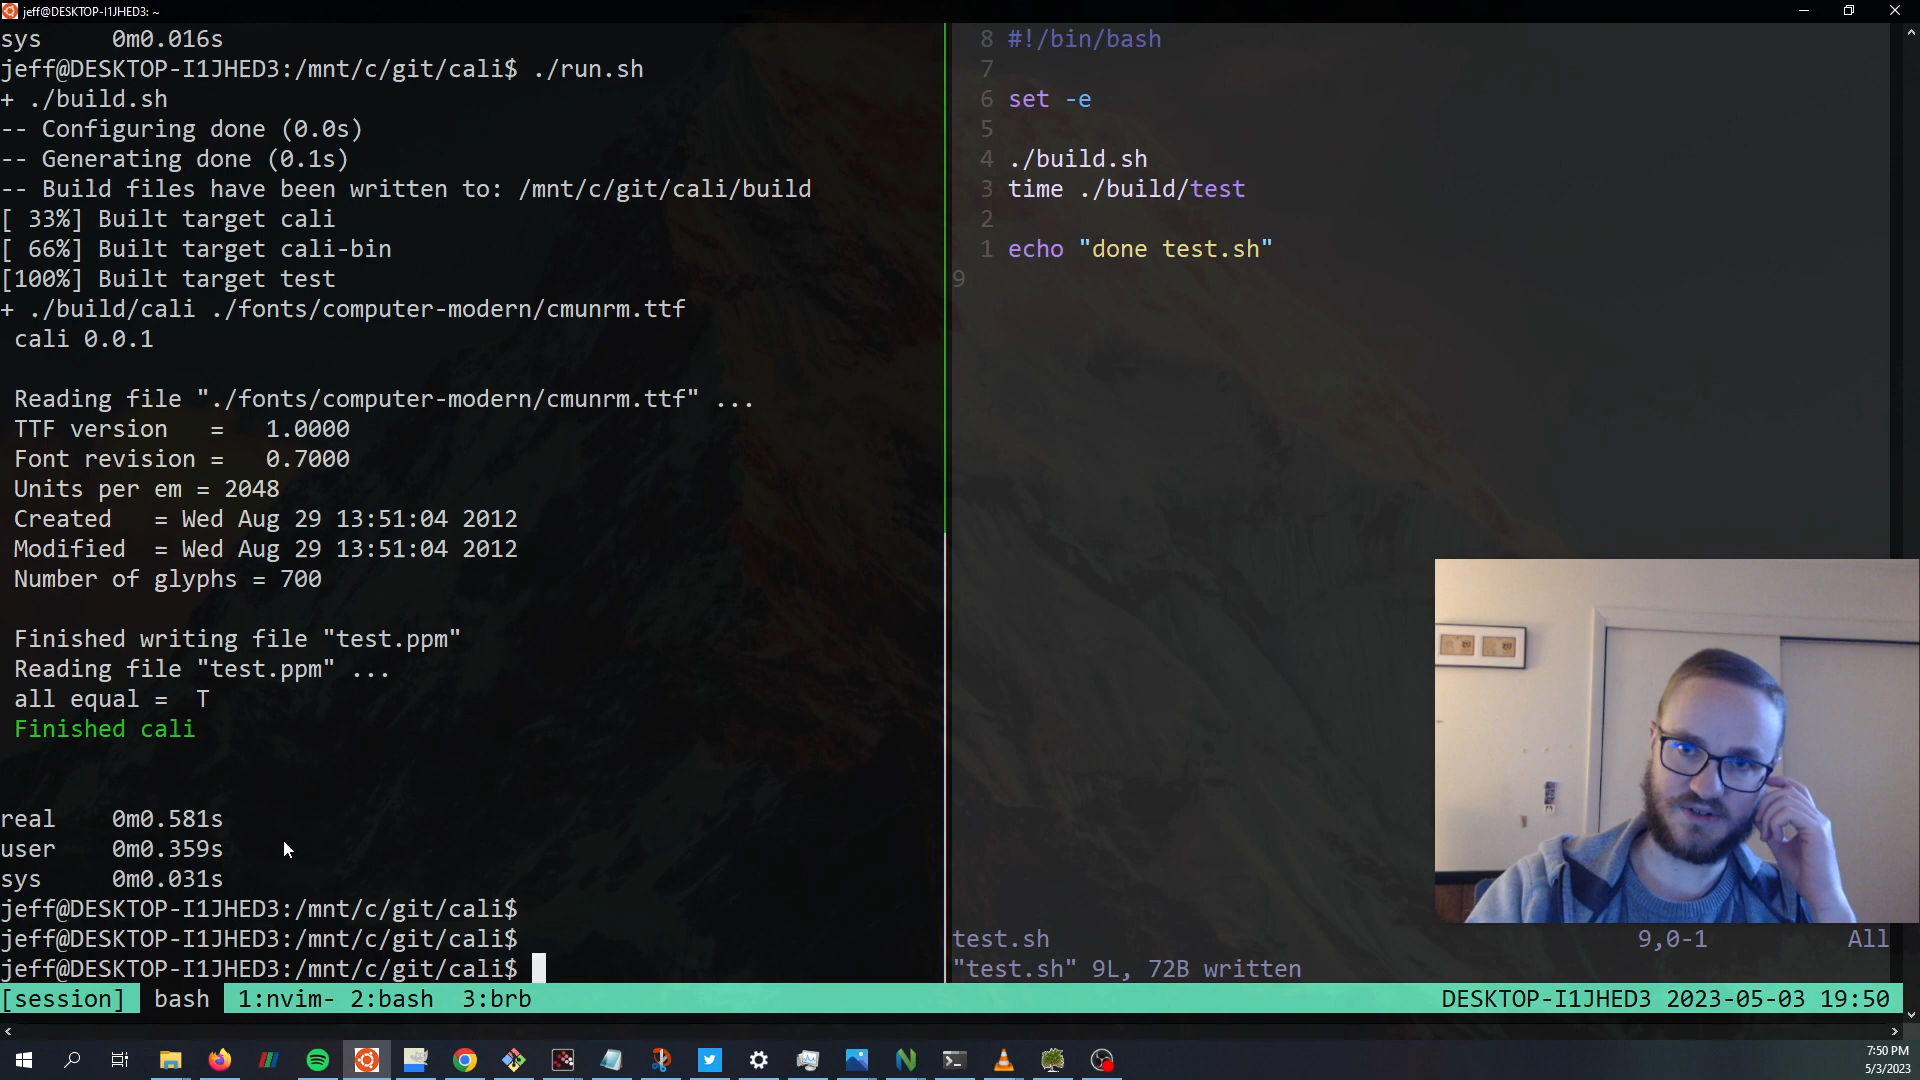 jeff@DESKTOP-I1JHED3: ~
sys     0m0.016s
jeff@DESKTOP-I1JHED3:/mnt/c/git/cali$ ./run.sh
+ ./build.sh
-- Configuring done (0.0s)
-- Generating done (0.1s)
-- Build files have been written to: /mnt/c/git/cali/build
[ 33%] Built target cali
[ 66%] Built target cali-bin
[100%] Built target test
+ ./build/cali ./fonts/computer-modern/cmunrm.ttf
cali 0.0.1
Reading file "./fonts/computer-modern/cmunrm.ttf" ...
TTF version   =   1.0000
Font revision =   0.7000
Units per em = 2048
Created   = Wed Aug 29 13:51:04 2012
Modified  = Wed Aug 29 13:51:04 2012
Number of glyphs = 700
Finished writing file "test.ppm"
Reading file "test.ppm" ...
all equal =  T
Finished cali
real    0m0.581s
user    0m0.359s
sys     0m0.031s
jeff@DESKTOP-I1JHED3:/mnt/c/git/cali$
jeff@DESKTOP-I1JHED3:/mnt/c/git/cali$
jeff@DESKTOP-I1JHED3:/mnt/c/git/cali$
8 #!/bin/bash
7
6 set -e
5
4 ./build.sh
3 time ./build/test
2
1 echo "done test.sh"
9
test.sh 9,0-1 All
"test.sh" 9L, 72B written
[session] bash 1:nvim- 2:bash  3:brb DESKTOP-I1JHED3 2023-05-03 19:50
7:50 PM
5/3/2023